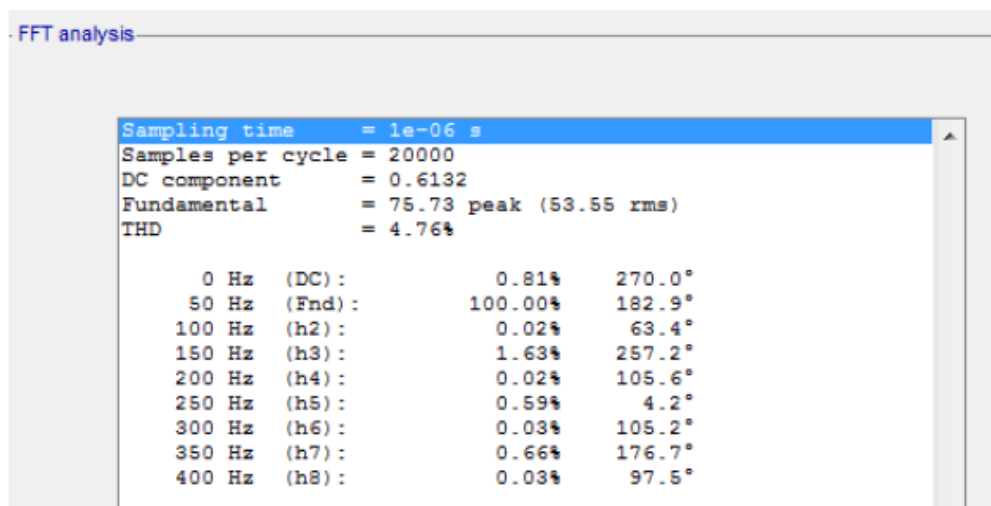 FFT analysis
Sampling time = 1e-06 s
Samples per cycle = 20000
DC component = 0.6132
Fundamental = 75.73 peak (53.55 rms)
THD = 4.76%
0 Hz (DC): 0.81% 270.0°
50 Hz (Fnd): 100.00% 182.9°
100 Hz (h2): 0.02% 63.4°
150 Hz (h3): 1.63% 257.2°
200 Hz (h4): 0.02% 105.6°
250 Hz (h5): 0.59% 4.2°
300 Hz (h6): 0.03% 105.2°
350 Hz (h7): 0.66% 176.7°
400 Hz (h8): 0.03% 97.5°